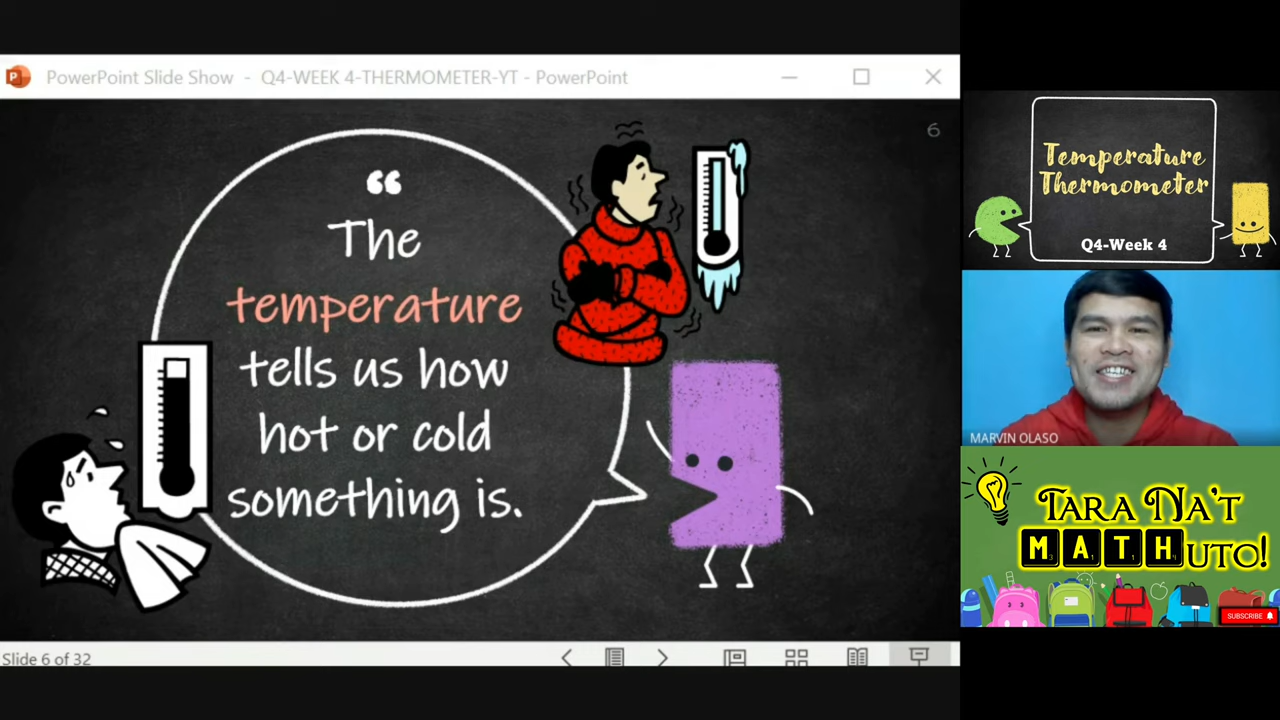 PowerPoint Slide Show - Q4-WEEK 4-THERMOMETER-YT - PowerPoint
6
“
The
temperature
tells us how
hot or cold
something is.
Slide 6 of 32
Temperature
Thermometer
Q4-Week 4
MARVIN OLASO
TARA NA'T
MATHUTO!
SUBSCRIBE